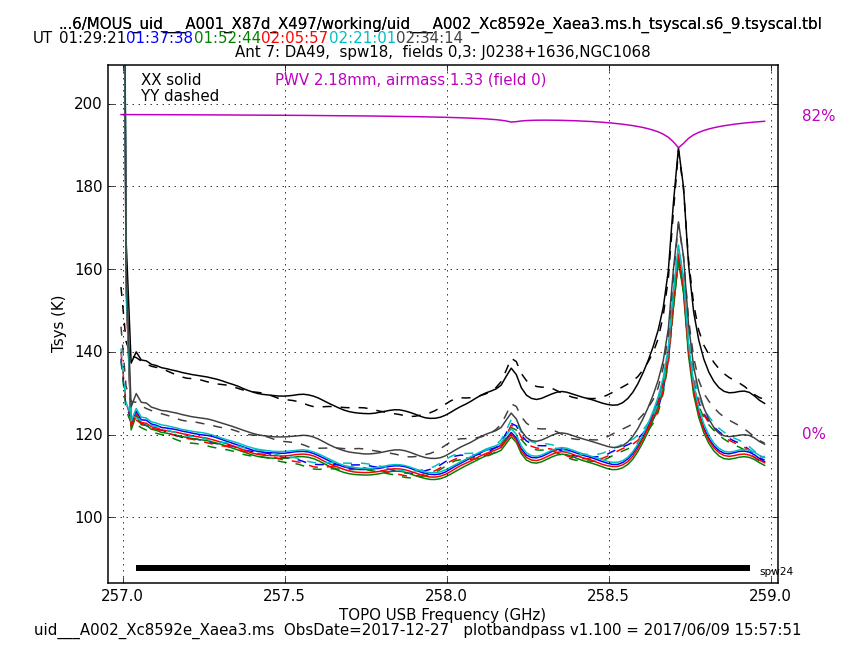 ...6/MOUS_uid___A001_X87d_X497/working/uid___A002_Xc8592e_Xaea3.ms.h_tsyscal.s6_9.tsyscal.tbl
UT 01:29:21 01:37:38 01:52:44 02:05:57 02:21:01 02:34:14
Ant 7: DA49,  spw18,  fields 0,3: J0238+1636,NGC1068
XX solid
PWV 2.18mm, airmass 1.33 (field 0)
YY dashed
200
82%
180
160
Tsys (K)
140
120
0%
100
spw24
257.0 257.5 258.0 258.5 259.0
TOPO USB Frequency (GHz)
uid___A002_Xc8592e_Xaea3.ms  ObsDate=2017-12-27   plotbandpass v1.100 = 2017/06/09 15:57:51